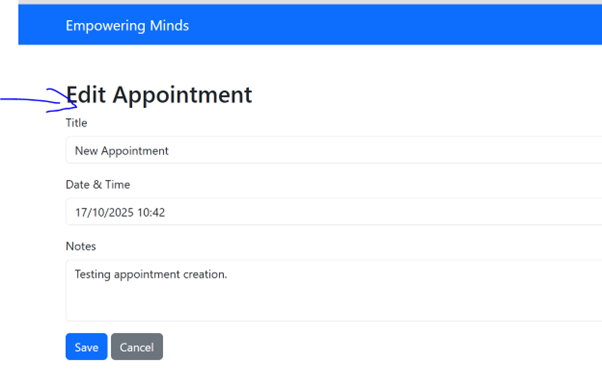 Empowering Minds
Edit Appointment
Title
New Appointment
Date & Time
17/10/2025 10:42
Notes
Testing appointment creation.
Save Cancel